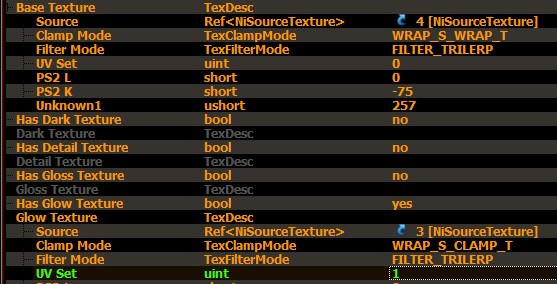 Base Texture TexDesc
Source Ref<NiSourceTexture> 4 [NiSourceTexture]
Clamp Mode TexClampMode WRAP_S_WRAP_T
Filter Mode TexFilterMode FILTER_TRILERP
UV Set uint 0
PS2 L short 0
PS2 K short -75
Unknown1 ushort 257
Has Dark Texture bool no
Dark Texture TexDesc
Has Detail Texture bool no
Detail Texture TexDesc
Has Gloss Texture bool no
Gloss Texture TexDesc
Has Glow Texture bool yes
Glow Texture TexDesc
Source Ref<NiSourceTexture> 3 [NiSourceTexture]
Clamp Mode TexClampMode WRAP_S_CLAMP_T
Filter Mode TexFilterMode FILTER_TRILERP
UV Set uint 1